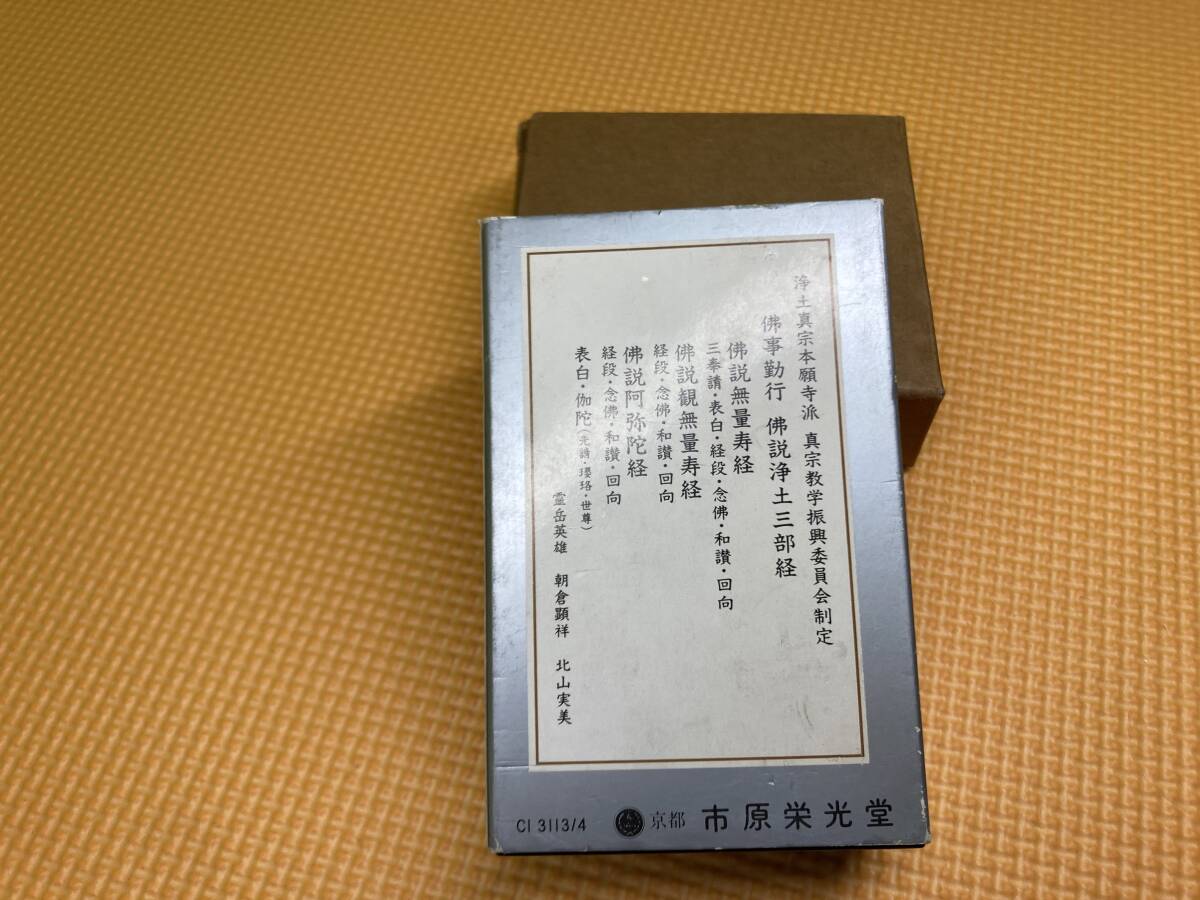 浄土真宗本願寺派 真宗教学振興委員会制定
佛事勤行 佛説浄土三部経
佛説無量寿経
三奉請・表白・経段・念佛・和讃・回向
佛説観無量寿経
経段・念佛・和讃・回向
佛説阿弥陀経
経段・念佛・和讃・回向
表白・伽陀(先請・瓔珞・世尊)
霊岳英雄 朝倉顕祥 北山実美
CI 3113/4 京都 市原栄光堂